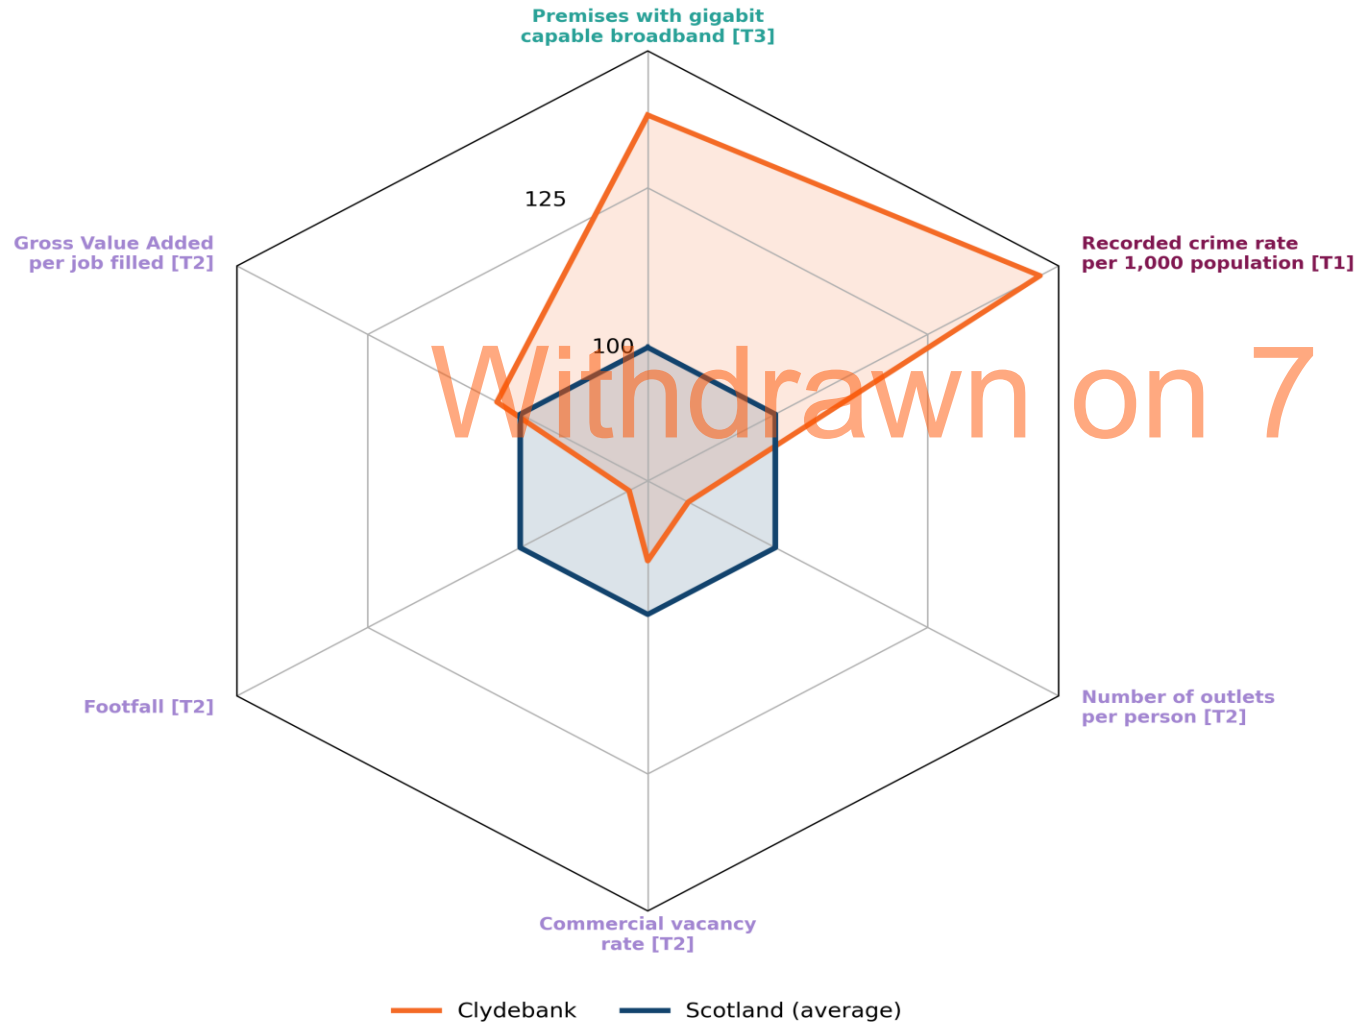 Premises with gigabit
capable broadband [T3]
125
Gross Value Added
per job filled [T2]
Recorded crime rate
per 1,000 population [T1]
100
Withdrawn on 7
Footfall [T2]
Number of outlets
per person [T2]
Commercial vacancy
rate [T2]
Clydebank
Scotland (average)